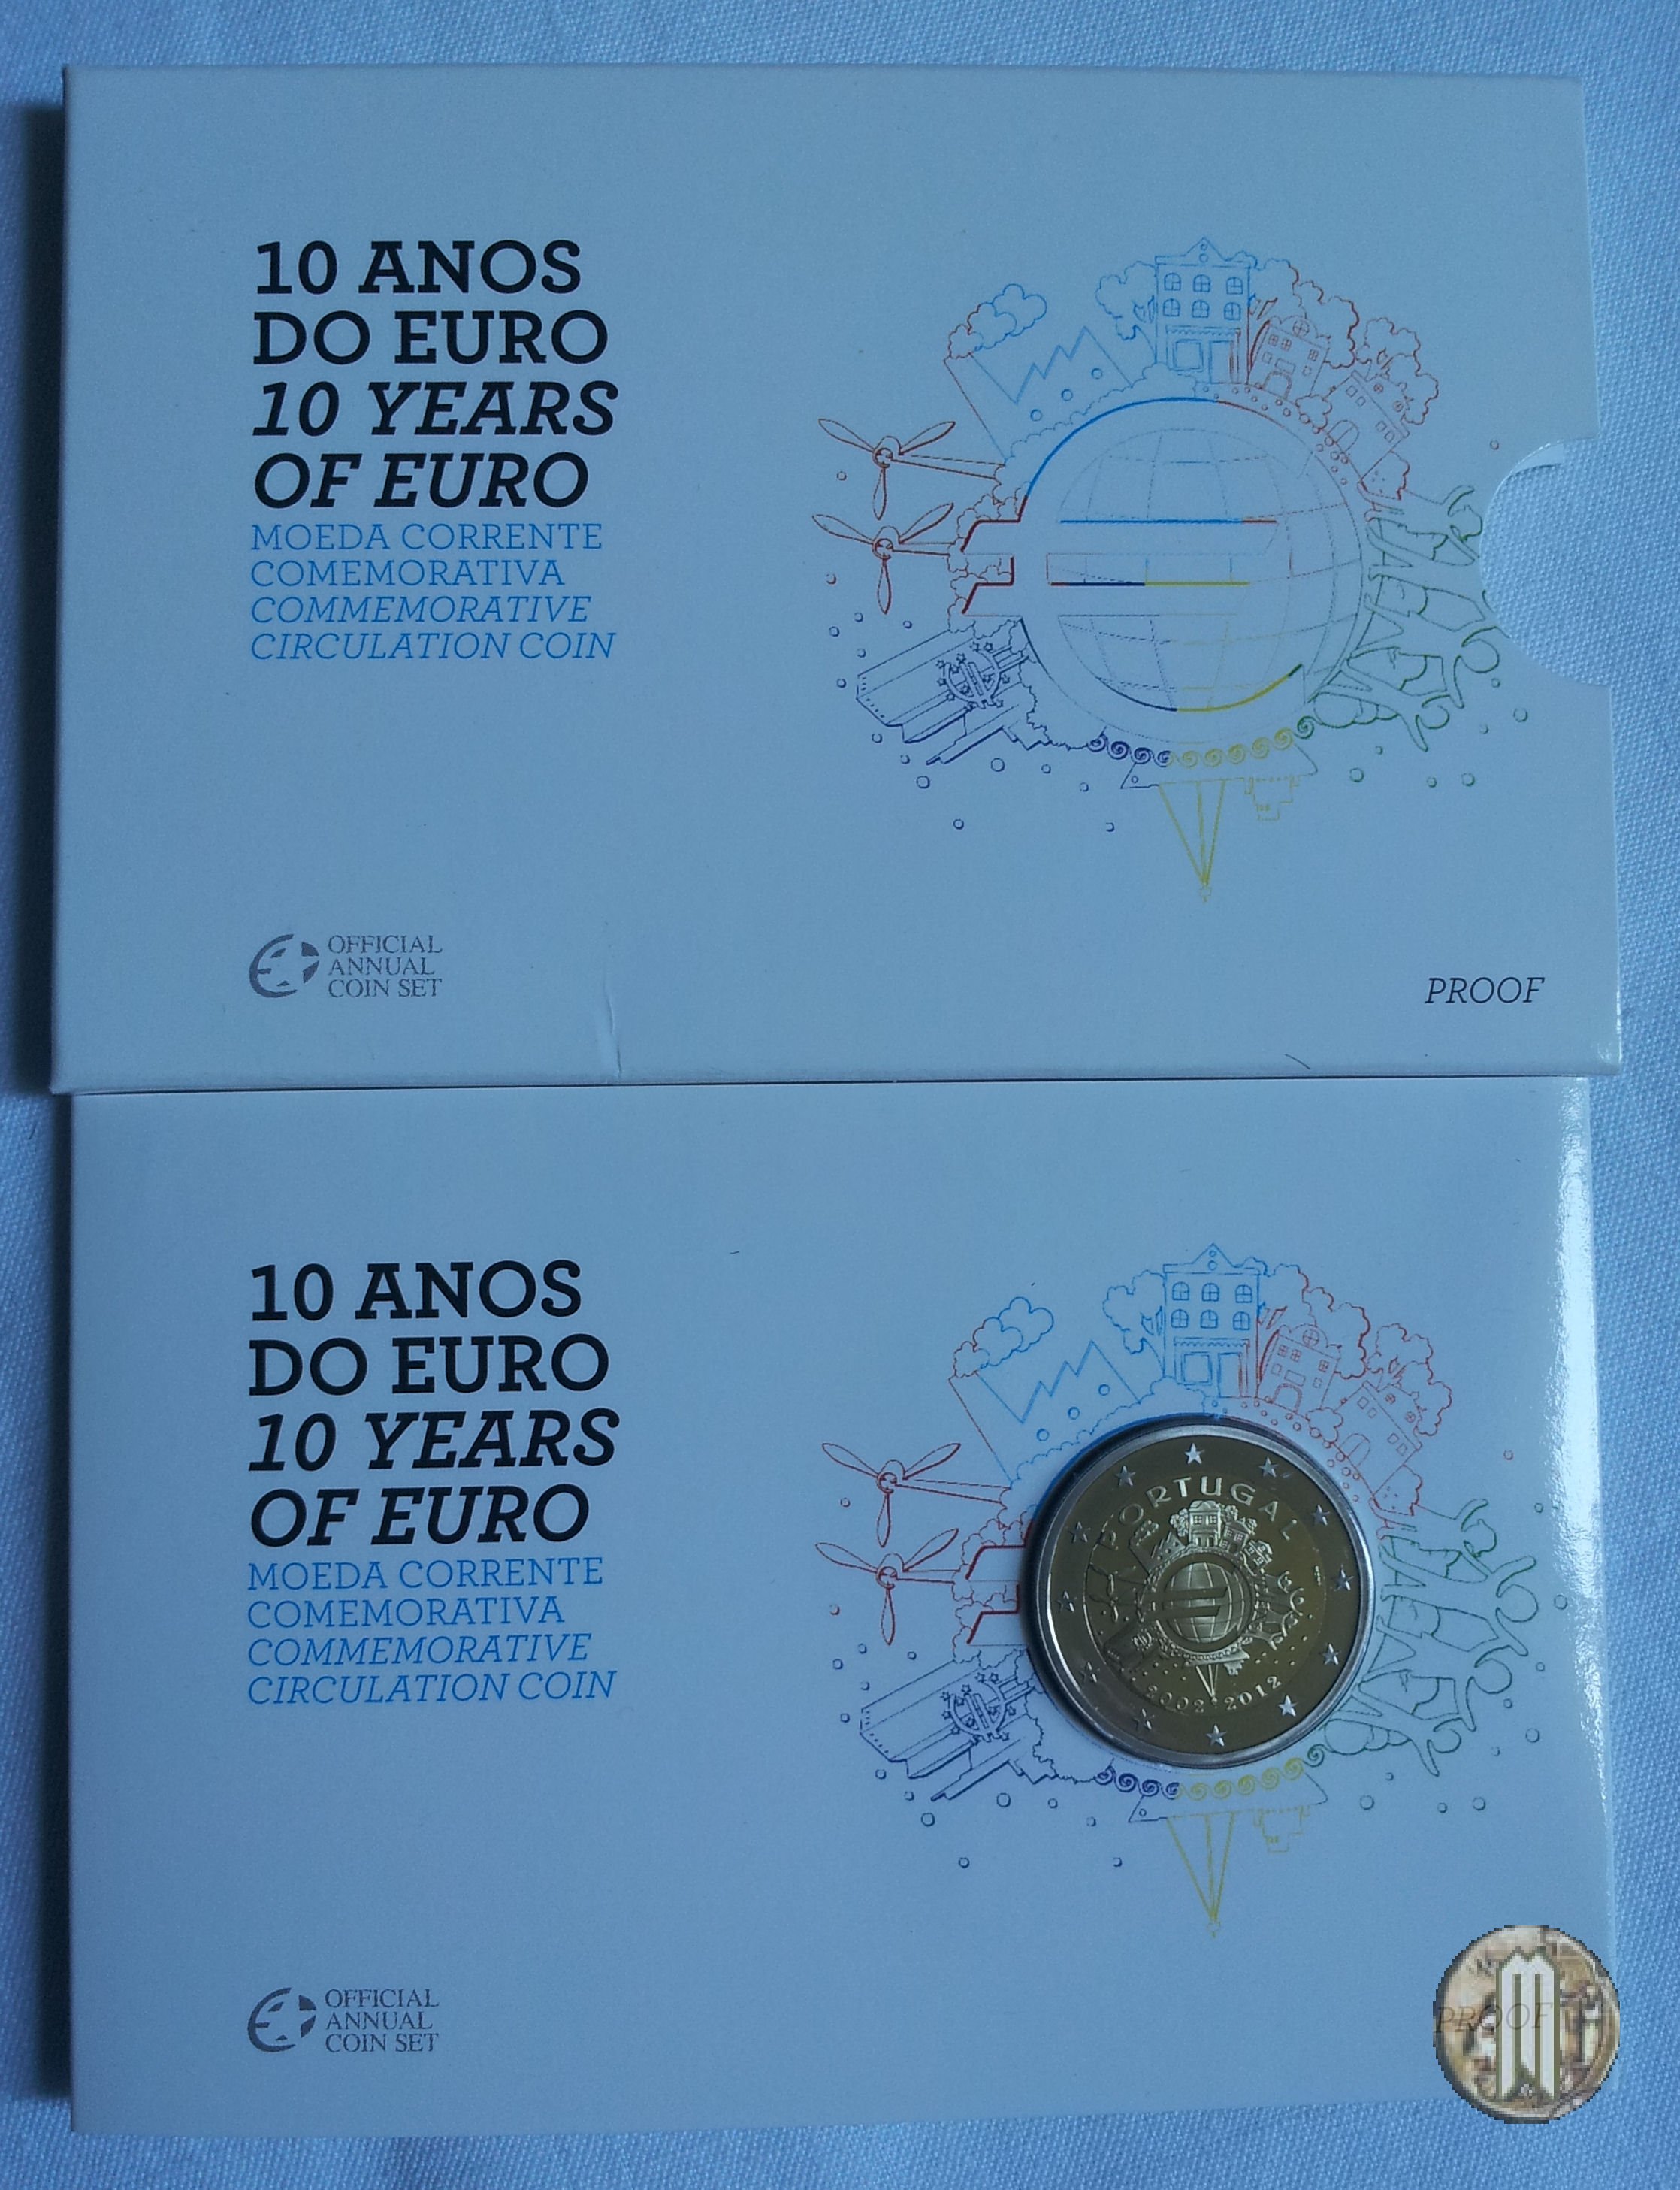 10 ANOS
DO EURO
10 YEARS
OF EURO
MOEDA CORRENTE
COMEMORATIVA
COMMEMORATIVE
CIRCULATION COIN
OFFICIAL
ANNUAL
COIN SET
PROOF
10 ANOS
DO EURO
10 YEARS
OF EURO
MOEDA CORRENTE
COMEMORATIVA
COMMEMORATIVE
CIRCULATION COIN
PORTUGAL
2002 2012
OFFICIAL
ANNUAL
COIN SET
PROOF